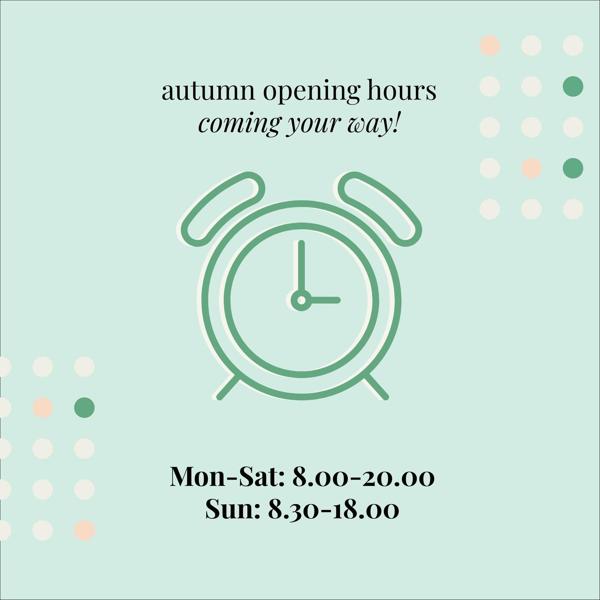 autumn opening hours
coming your way!
Mon-Sat: 8.00-20.00
Sun: 8.30-18.00